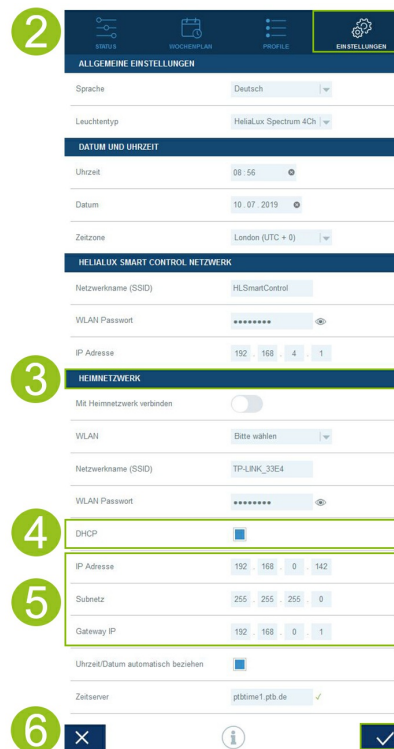 2
STATUS WOCHENPLAN PROFILE EINSTELLUNGEN
ALLGEMEINE EINSTELLUNGEN
Sprache Deutsch
Leuchtentyp HeliaLux Spectrum 4Ch
DATUM UND UHRZEIT
Uhrzeit 08:56
Datum 10.07.2019
Zeitzone London (UTC + 0)
HELIALUX SMART CONTROL NETZWERK
Netzwerkname (SSID) HLSmartControl
WLAN Passwort ••••••••
IP Adresse 192 . 168 . 4 . 1
3
HEIMNETZWERK
Mit Heimnetzwerk verbinden
WLAN Bitte wählen
Netzwerkname (SSID) TP-LINK_33E4
WLAN Passwort ••••••••
4
DHCP
5
IP Adresse 192 . 168 . 0 . 142
Subnetz 255 . 255 . 255 . 0
Gateway IP 192 . 168 . 0 . 1
Uhrzeit/Datum automatisch beziehen
Zeitserver ptbtime1.ptb.de ✓
6